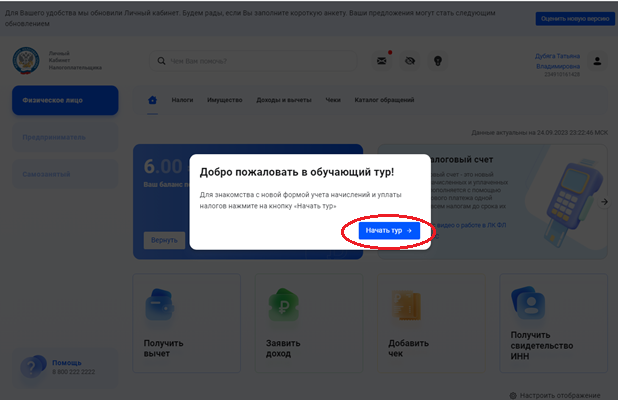 Для Вашего удобства мы обновили Личный кабинет. Будем рады, если Вы заполните короткую анкету. Ваши предложения могут стать следующим
обновлением
Оценить новую версию
Личный
Кабинет
Налогоплательщика
Чем Вам помочь?
Дубяга Татьяна
Владимировна
Физическое лицо
Налоги
Имущество
Доходы и вычеты
Чеки
Каталог обращений
Предприниматель
Самозанятый
Данные актуальны на 24.09.2023 23:22:46 МСК
6.00
Ваш баланс
Вернуть
Добро пожаловать в обучающий тур!
Для знакомства с новой формой учета начислений и уплаты
налогов нажмите на кнопку «Начать тур»
Начать тур →
алоговый счет
Получить
вычет
Заявить
доход
Добавить
чек
Получить
свидетельство
ИНН
Помощь
8 800 222 2222
Настроить отображение